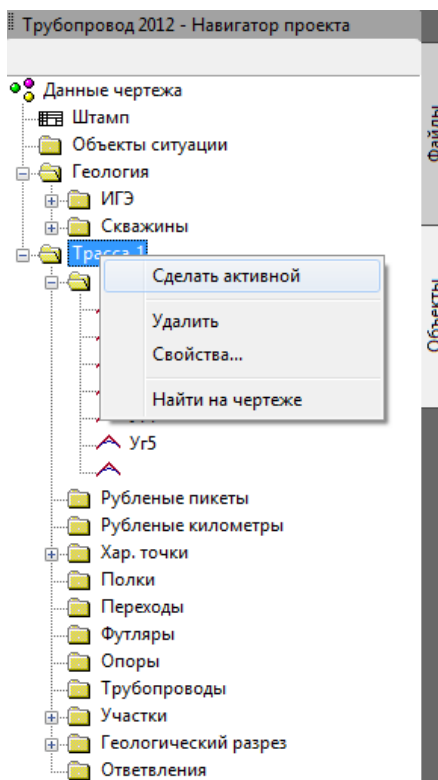 Трубопровод 2012 - Навигатор проекта
Данные чертежа
Штамп
Объекты ситуации
Геология
ИГЭ
Скважины
Трасса 1
Сделать активной
Удалить
Свойства...
Найти на чертеже
Уг5
Рубленые пикеты
Рубленые километры
Хар. точки
Полки
Переходы
Футляры
Опоры
Трубопроводы
Участки
Геологический разрез
Ответвления
Файлы
Объекты